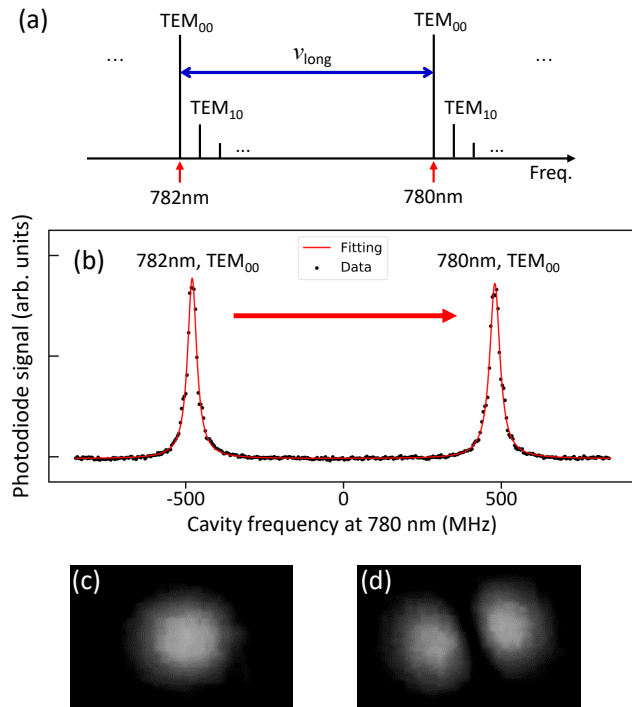 (a)
TEM₀₀ TEM₀₀
... ν_long ...
TEM₁₀ TEM₁₀
... ...
Freq.
782nm 780nm
(b)
Fitting
Data
782nm, TEM₀₀ 780nm, TEM₀₀
Photodiode signal (arb. units)
-500 0 500
Cavity frequency at 780 nm (MHz)
(c) (d)